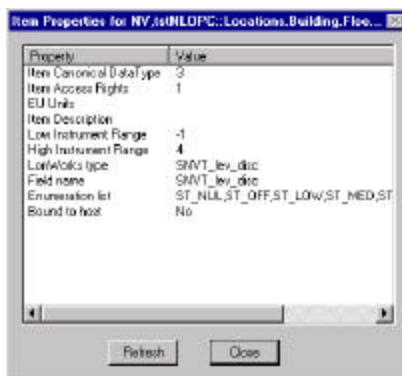 Item Properties for NV,tstNLOPC::Locations.Building.Floo...
Property Value
Item Canonical DataType 3
Item Access Rights 1
EU Units
Item Description
Low Instrument Range -1
High Instrument Range 4
LonWorks type SNVT_lev_disc
Field name SNVT_lev_disc
Enumeration list ST_NUL,ST_OFF,ST_LOW,ST_MED,ST
Bound to host No
Refresh Close